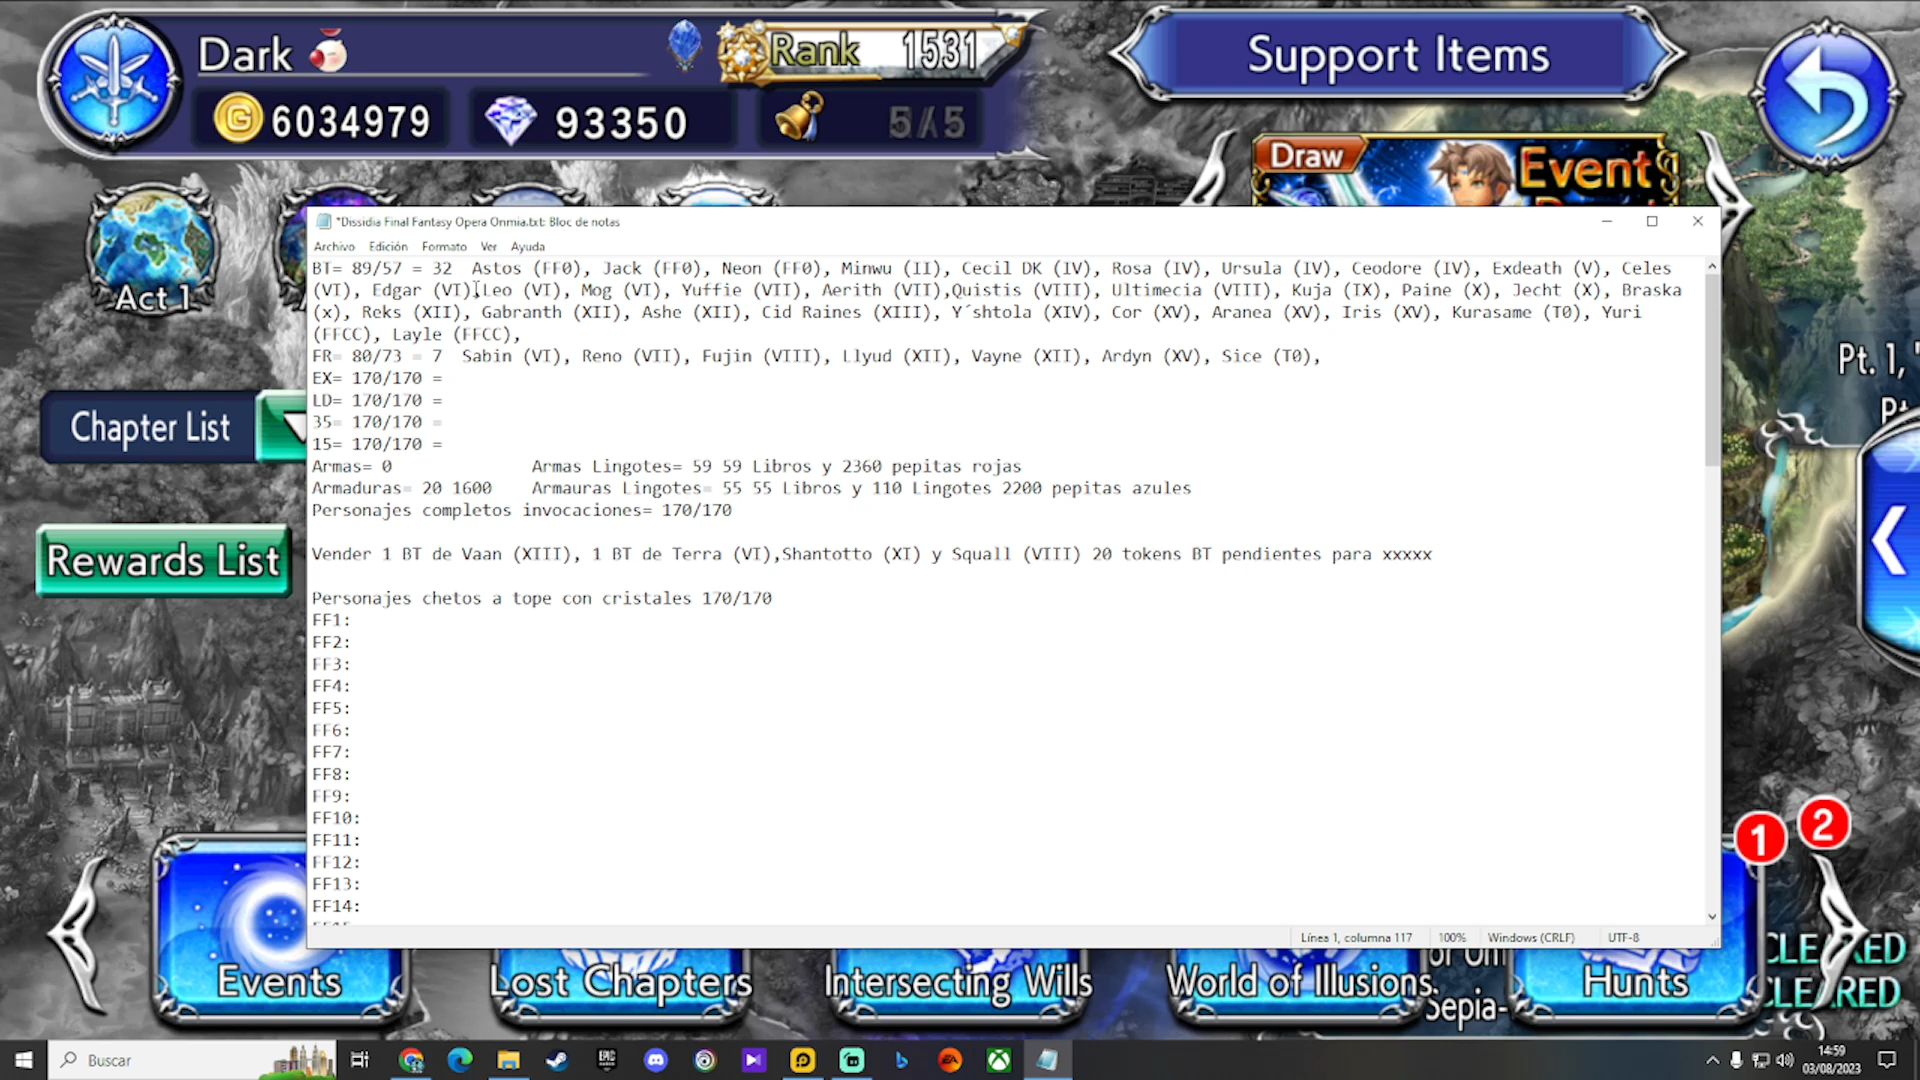 Dark
Rank 1531
Support Items
6034979
93350
5/5
Draw
Event
Act 1
Pt. 1,
Chapter List
Rewards List
*Dissidia Final Fantasy Opera Onmia.txt: Bloc de notas
Archivo Edición Formato Ver Ayuda
BT= 89/57 = 32 Astos (FF0), Jack (FF0), Neon (FF0), Minwu (II), Cecil DK (IV), Rosa (IV), Ursula (IV), Ceodore (IV), Exdeath (V), Celes
(VI), Edgar (VI),Leo (VI), Mog (VI), Yuffie (VII), Aerith (VII),Quistis (VIII), Ultimecia (VIII), Kuja (IX), Paine (X), Jecht (X), Braska
(x), Reks (XII), Gabranth (XII), Ashe (XII), Cid Raines (XIII), Y´shtola (XIV), Cor (XV), Aranea (XV), Iris (XV), Kurasame (T0), Yuri
(FFCC), Layle (FFCC),
FR= 80/73 = 7 Sabin (VI), Reno (VII), Fujin (VIII), Llyud (XII), Vayne (XII), Ardyn (XV), Sice (T0),
EX= 170/170 =
LD= 170/170 =
35= 170/170 =
15= 170/170 =
Armas= 0 Armas Lingotes= 59 59 Libros y 2360 pepitas rojas
Armaduras= 20 1600 Armauras Lingotes= 55 55 Libros y 110 Lingotes 2200 pepitas azules
Personajes completos invocaciones= 170/170
Vender 1 BT de Vaan (XIII), 1 BT de Terra (VI),Shantotto (XI) y Squall (VIII) 20 tokens BT pendientes para xxxxx
Personajes chetos a tope con cristales 170/170
FF1:
FF2:
FF3:
FF4:
FF5:
FF6:
FF7:
FF8:
FF9:
FF10:
FF11:
FF12:
FF13:
FF14:
Línea 1, columna 117 100% Windows (CRLF) UTF-8
1
2
Events
Lost Chapters
Intersecting Wills
World of Illusions
Hunts
Sepia-
CLEARED
CLEARED
Buscar
14:59
03/08/2023